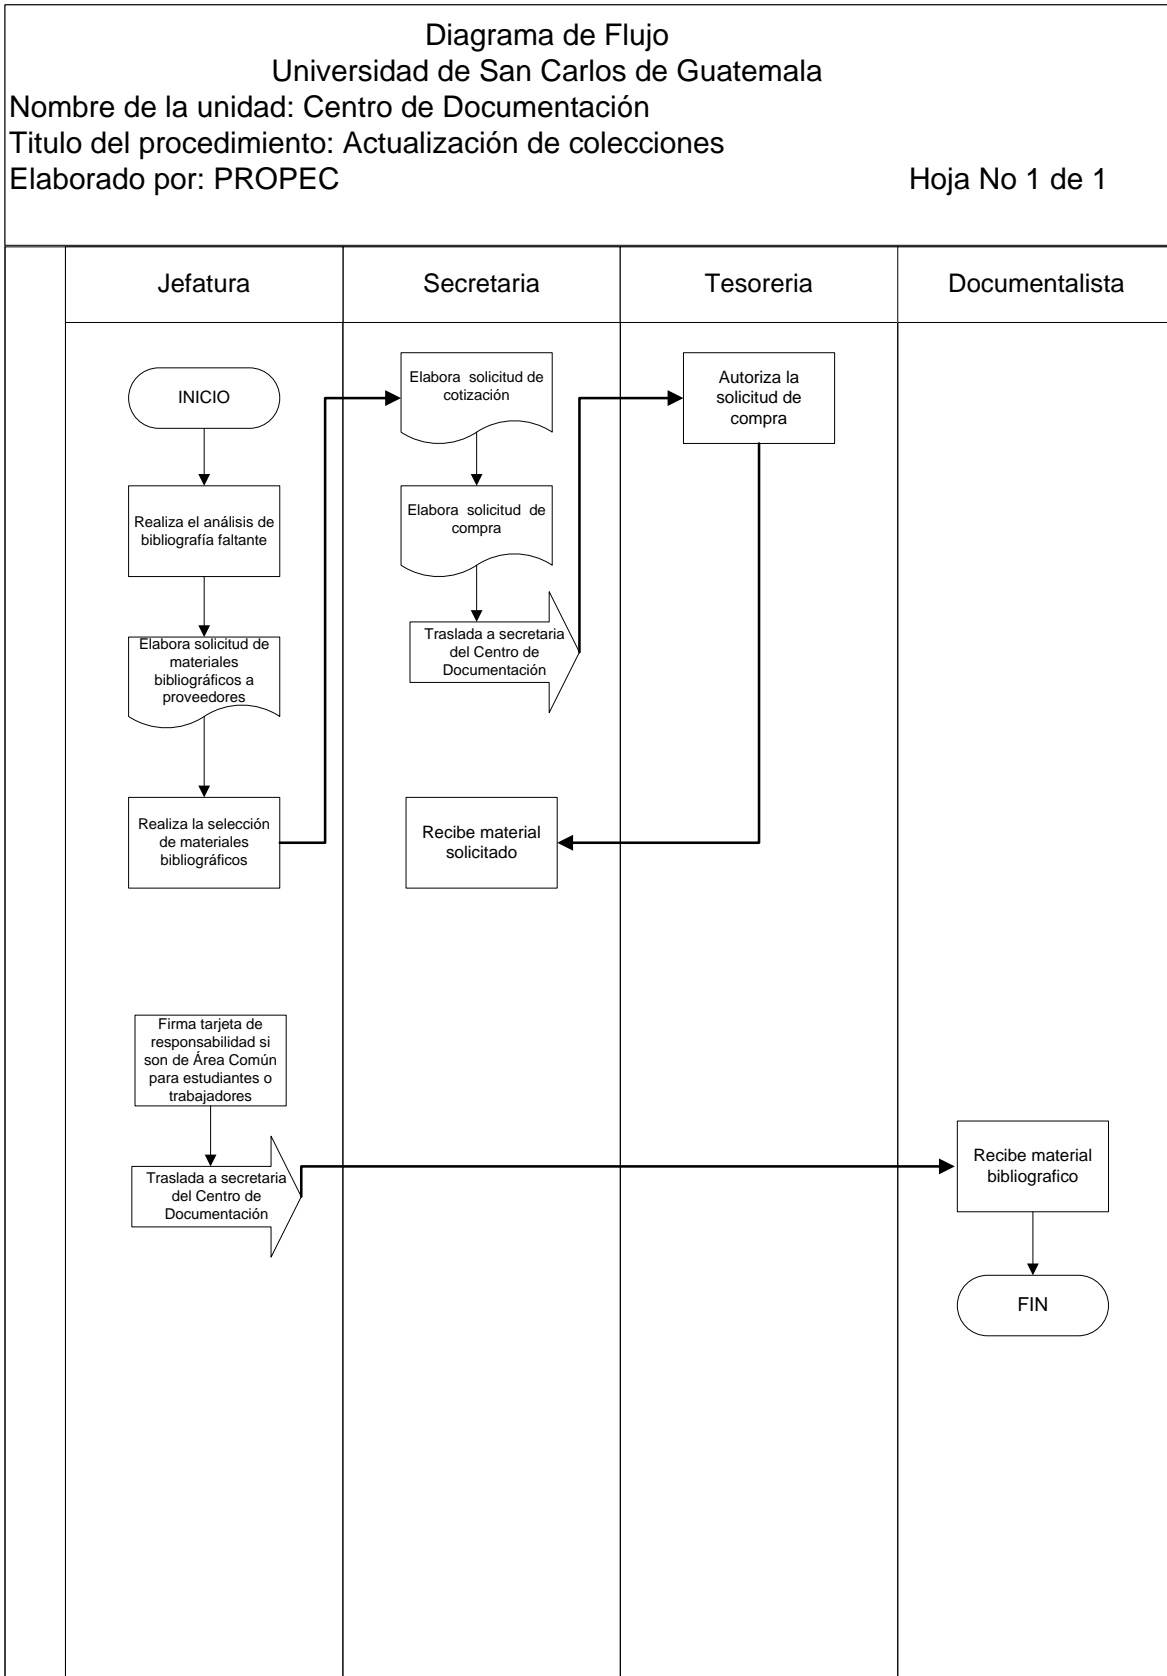 Diagrama de Flujo
Universidad de San Carlos de Guatemala
Nombre de la unidad: Centro de Documentación
Titulo del procedimiento: Actualización de colecciones
Elaborado por: PROPEC
Hoja No 1 de 1
Jefatura
Secretaria
Tesoreria
Documentalista
INICIO
Realiza el análisis de
bibliografía faltante
Elabora solicitud de
materiales
bibliográficos a
proveedores
Realiza la selección
de materiales
bibliográficos
Elabora solicitud de
cotización
Elabora solicitud de
compra
Traslada a secretaria
del Centro de
Documentación
Autoriza la
solicitud de
compra
Recibe material
solicitado
Firma tarjeta de
responsabilidad si
son de Área Común
para estudiantes o
trabajadores
Traslada a secretaria
del Centro de
Documentación
Recibe material
bibliografico
FIN